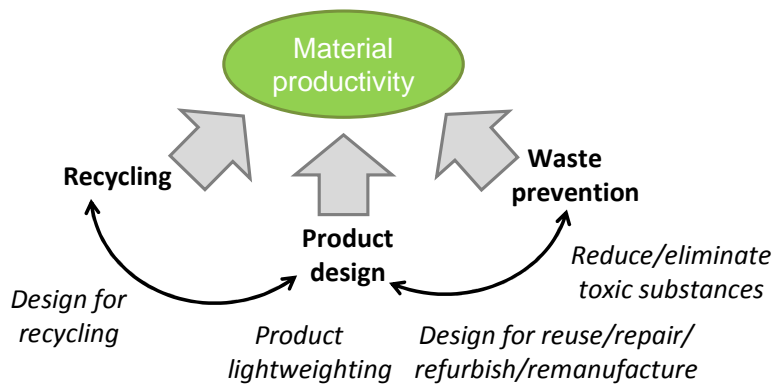 Material
productivity
Recycling
Waste
prevention
Product
design
Reduce/eliminate
toxic substances
Design for
recycling
Product
lightweighting
Design for reuse/repair/
refurbish/remanufacture